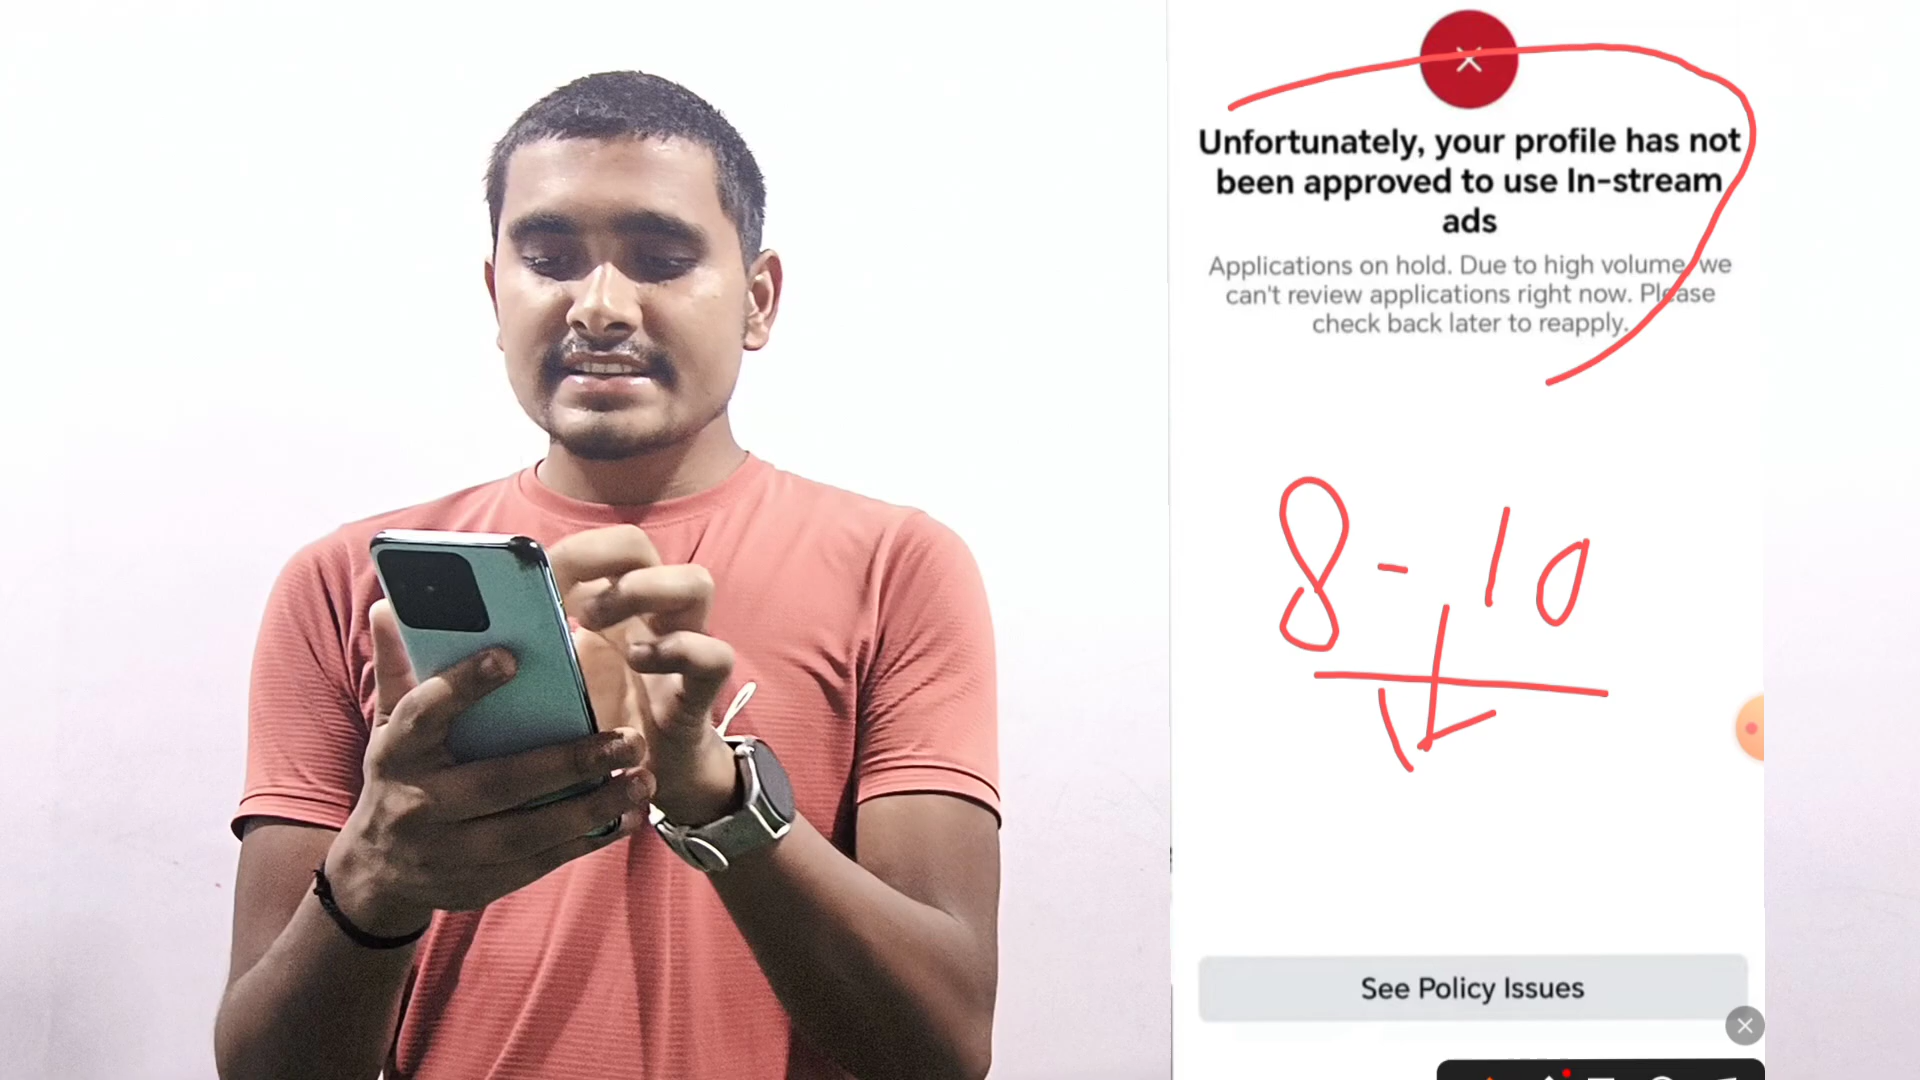 Unfortunately, your profile has not
been approved to use In-stream
ads
Applications on hold. Due to high volume, we
can't review applications right now. Please
check back later to reapply.
8 - 10
See Policy Issues